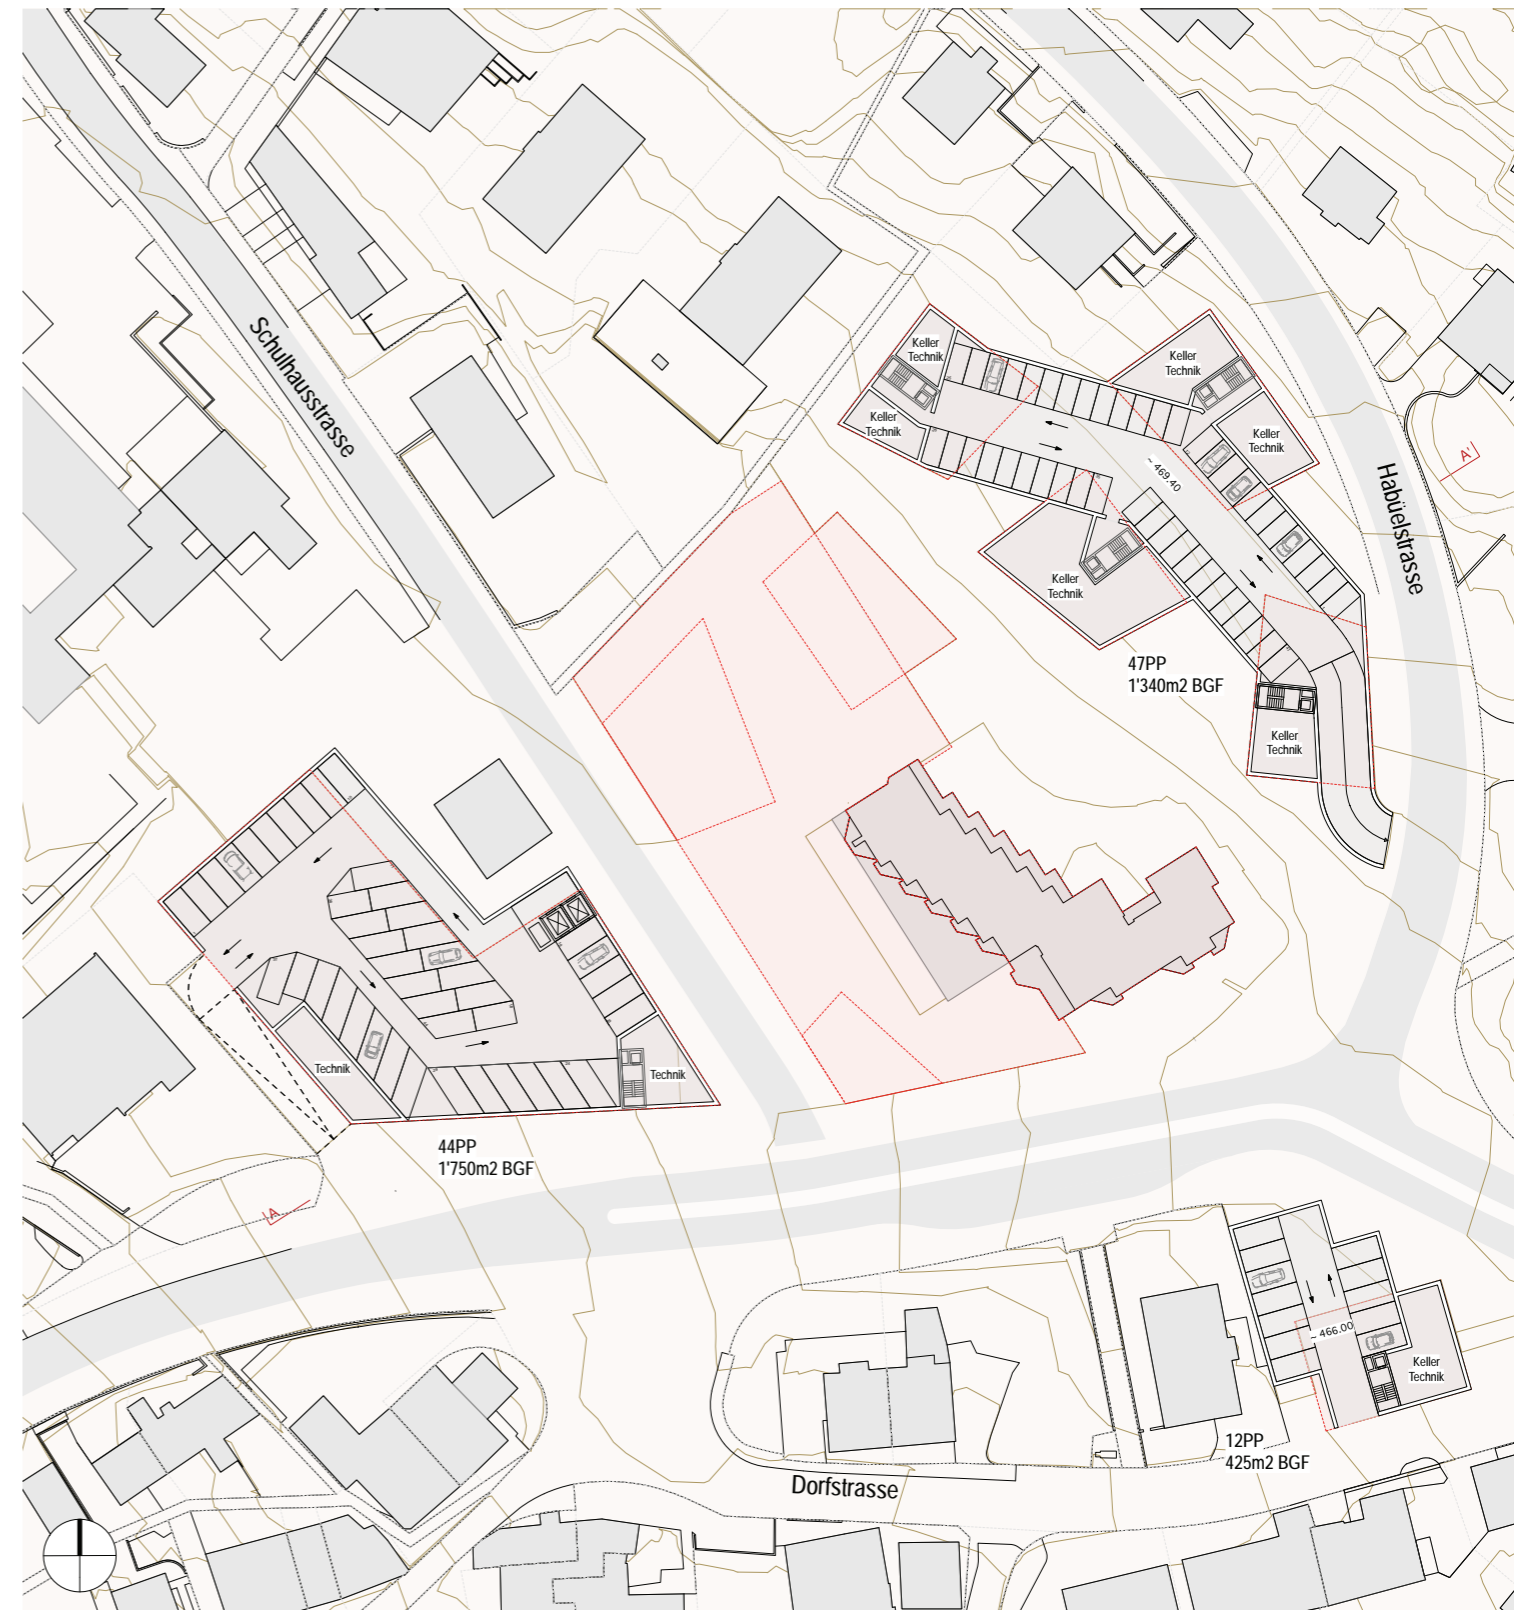 Schulhausstrasse
Keller
Technik
Keller
Technik
Keller
Technik
Keller
Technik
A'
~ 469.40
Habüelstrasse
Keller
Technik
47PP
1'340m2 BGF
Keller
Technik
Technik
Technik
44PP
1'750m2 BGF
A
~ 466.00
Keller
Technik
12PP
425m2 BGF
Dorfstrasse